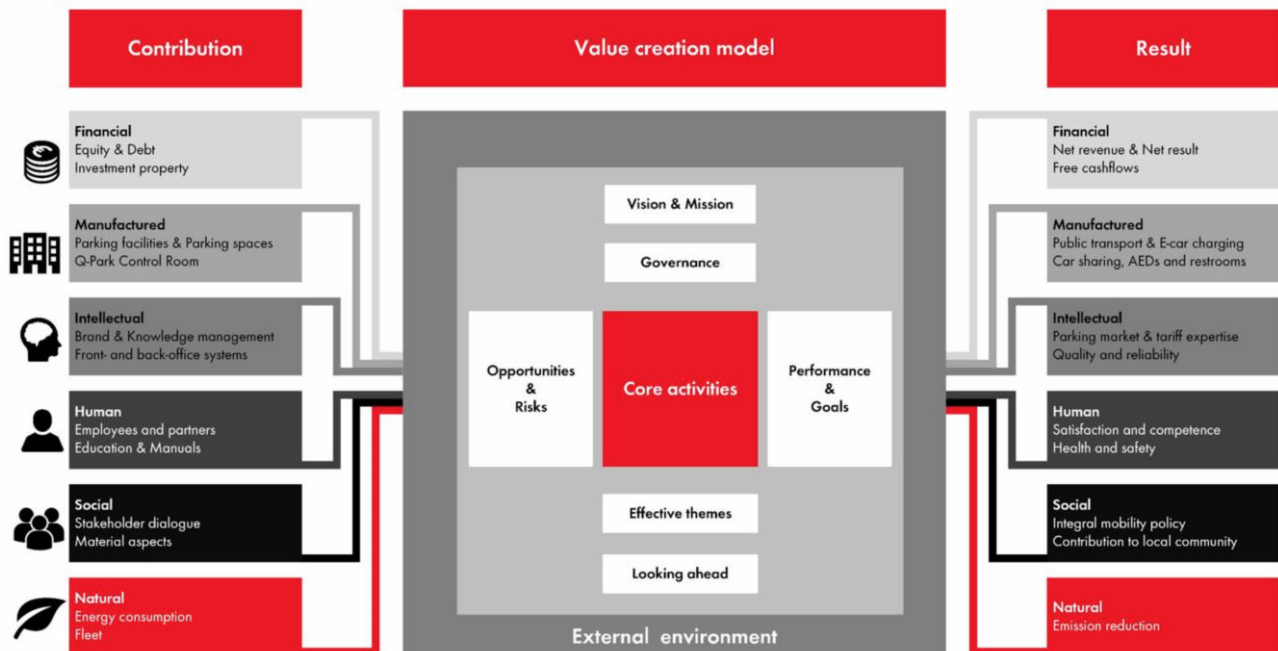 Contribution
Value creation model
Result
Financial
Equity & Debt
Investment property
Manufactured
Parking facilities & Parking spaces
Q-Park Control Room
Intellectual
Brand & Knowledge management
Front- and back-office systems
Human
Employees and partners
Education & Manuals
Social
Stakeholder dialogue
Material aspects
Natural
Energy consumption
Fleet
Vision & Mission
Governance
Opportunities
&
Risks
Core activities
Performance
&
Goals
Effective themes
Looking ahead
External environment
Financial
Net revenue & Net result
Free cashflows
Manufactured
Public transport & E-car charging
Car sharing, AEDs and restrooms
Intellectual
Parking market & tariff expertise
Quality and reliability
Human
Satisfaction and competence
Health and safety
Social
Integral mobility policy
Contribution to local community
Natural
Emission reduction